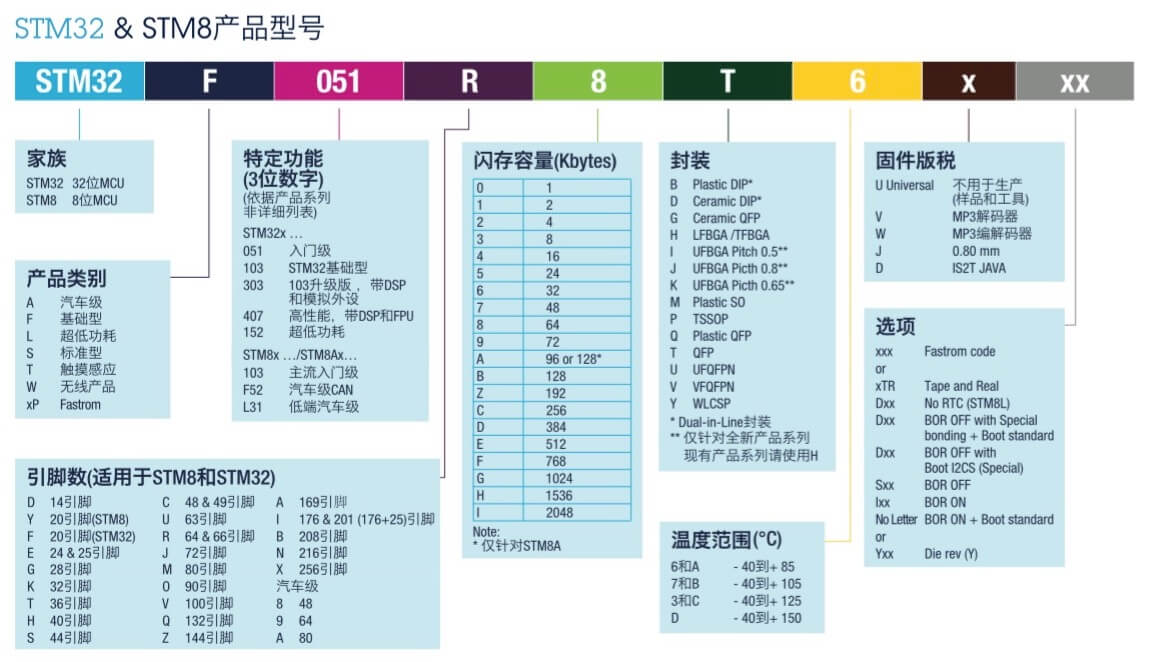 STM32 & STM8产品型号
STM32 F 051 R 8 T 6 x xx
家族
STM32 32位MCU
STM8 8位MCU
产品类别
A 汽车级
F 基础型
L 超低功耗
S 标准型
T 触摸感应
W 无线产品
xP Fastrom
特定功能
(3位数字)
(依据产品系列
非详细列表)
STM32x ...
051 入门级
103 STM32基础型
303 103升级版，带DSP
和模拟外设
407 高性能，带DSP和FPU
152 超低功耗
STM8x .../STM8Ax...
103 主流入门级
F52 汽车级CAN
L31 低端汽车级
引脚数(适用于STM8和STM32)
D 14引脚 C 48 & 49引脚 A 169引脚
Y 20引脚(STM8) U 63引脚 I 176 & 201 (176+25)引脚
F 20引脚(STM32) R 64 & 66引脚 B 208引脚
E 24 & 25引脚 J 72引脚 N 216引脚
G 28引脚 M 80引脚 X 256引脚
K 32引脚 O 90引脚 汽车级
T 36引脚 V 100引脚 8 48
H 40引脚 Q 132引脚 9 64
S 44引脚 Z 144引脚 A 80
闪存容量(Kbytes)
0 1
1 2
2 4
3 8
4 16
5 24
6 32
7 48
8 64
9 72
A 96 or 128*
B 128
Z 192
C 256
D 384
E 512
F 768
G 1024
H 1536
I 2048
Note:
* 仅针对STM8A
封装
B Plastic DIP*
D Ceramic DIP*
G Ceramic QFP
H LFBGA /TFBGA
I UFBGA Pitch 0.5**
J UFBGA Picth 0.8**
K UFBGA Picth 0.65**
M Plastic SO
P TSSOP
Q Plastic QFP
T QFP
U UFQFPN
V VFQFPN
Y WLCSP
* Dual-in-Line封装
** 仅针对全新产品系列
现有产品系列请使用H
温度范围(°C)
6和A - 40到+ 85
7和B - 40到+ 105
3和C - 40到+ 125
D - 40到+ 150
固件版税
U Universal 不用于生产
(样品和工具)
V MP3解码器
W MP3编解码器
J 0.80 mm
D IS2T JAVA
选项
xxx Fastrom code
or
xTR Tape and Real
Dxx No RTC (STM8L)
Dxx BOR OFF with Special
bonding + Boot standard
Dxx BOR OFF with
Boot I2CS (Special)
Sxx BOR OFF
Ixx BOR ON
No Letter BOR ON + Boot standard
or
Yxx Die rev (Y)